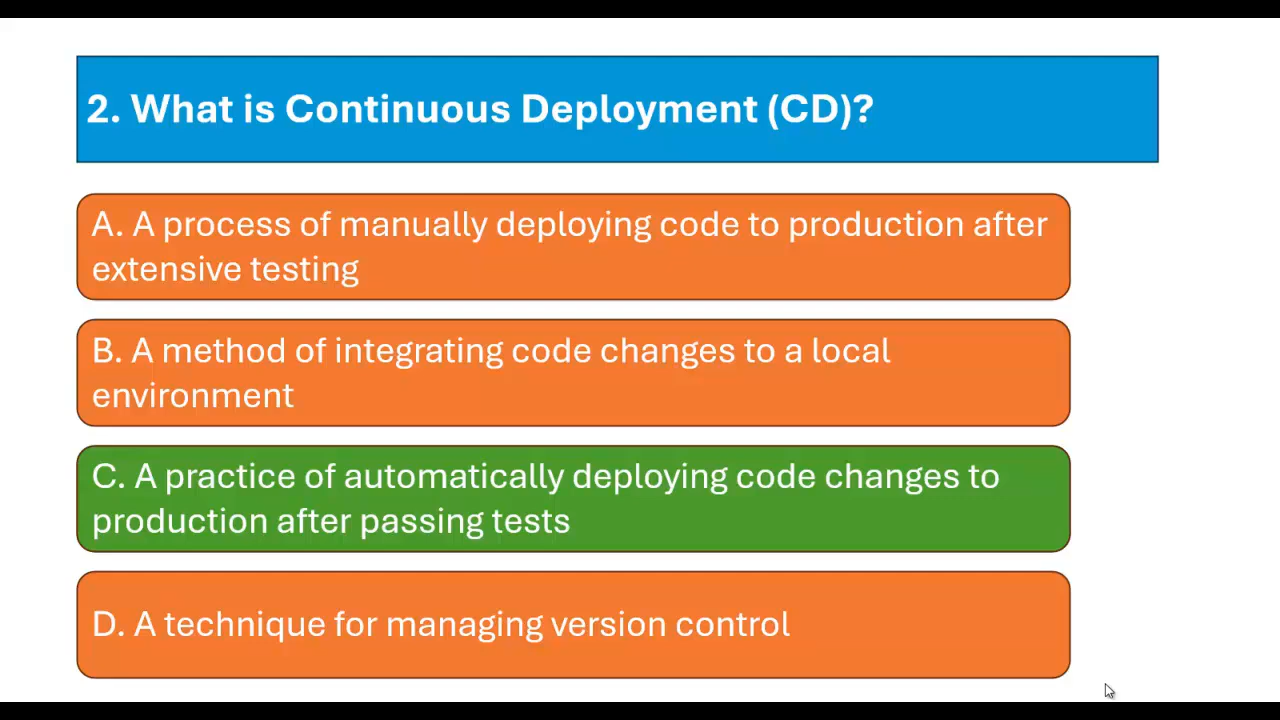 2. What is Continuous Deployment (CD)?
A. A process of manually deploying code to production after
extensive testing
B. A method of integrating code changes to a local
environment
C. A practice of automatically deploying code changes to
production after passing tests
D. A technique for managing version control